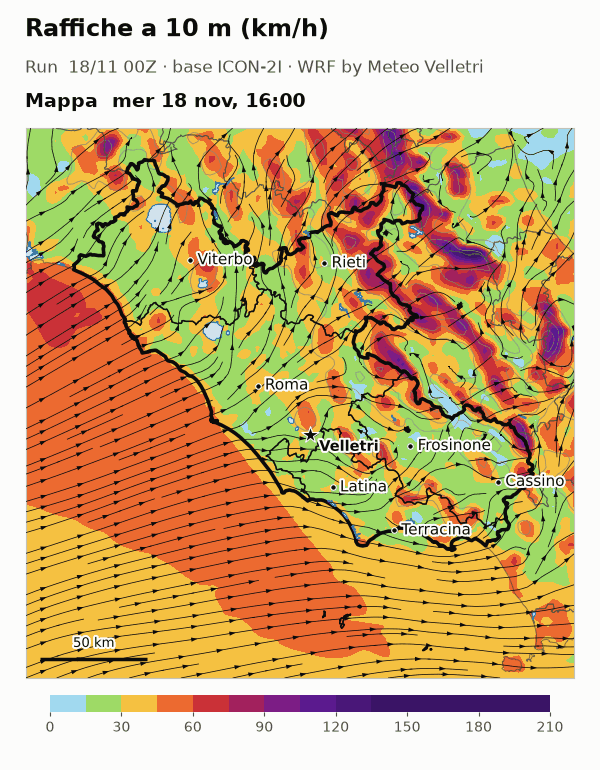 Raffiche a 10 m (km/h)
Run 18/11 00Z · base ICON-2I · WRF by Meteo Velletri
Mappa mer 18 nov, 16:00
Viterbo
Rieti
Roma
Velletri
Frosinone
Latina
Cassino
Terracina
50 km
0 30 60 90 120 150 180 210